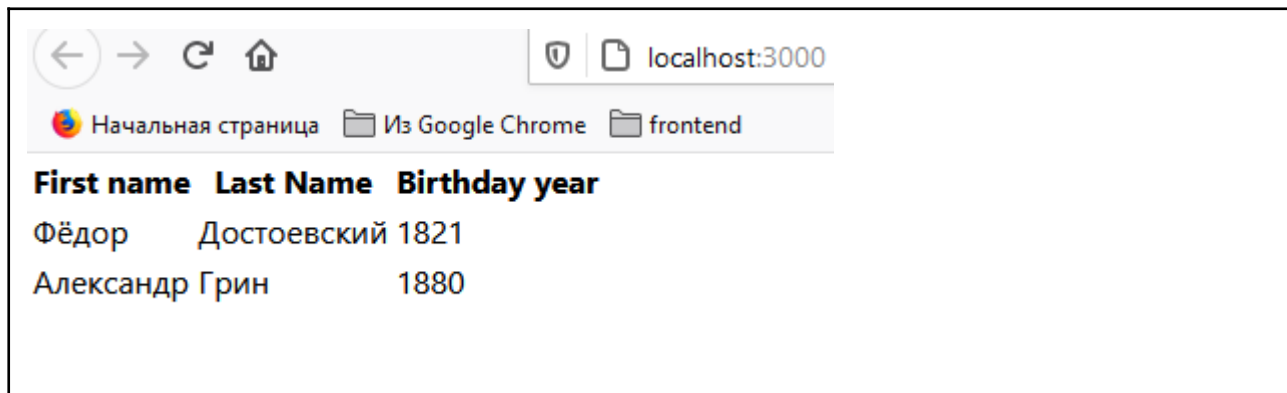 localhost:3000
Начальная страница Из Google Chrome frontend
First name Last Name Birthday year
Фёдор Достоевский 1821
Александр Грин 1880